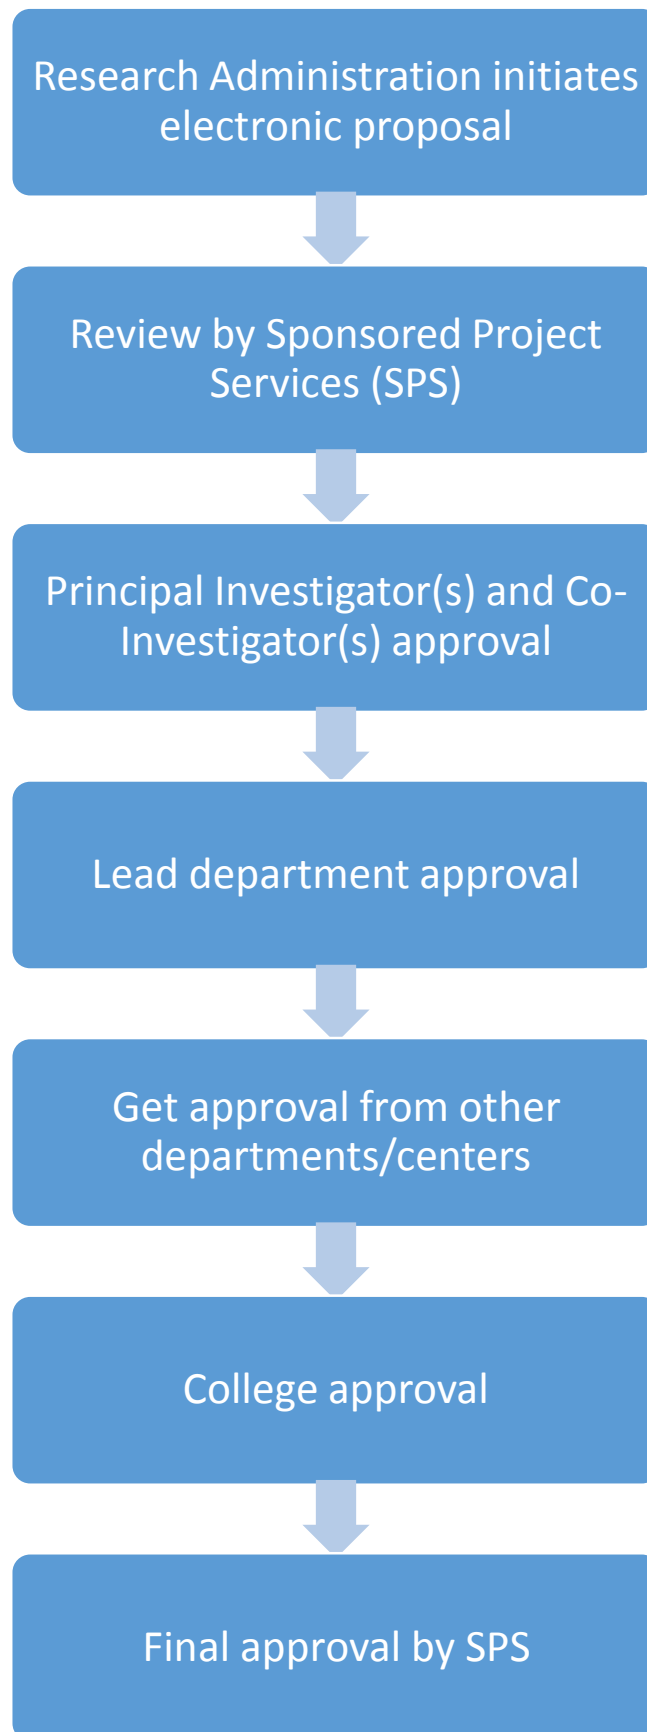 Research Administration initiates
electronic proposal
Review by Sponsored Project
Services (SPS)
Principal Investigator(s) and Co-
Investigator(s) approval
Lead department approval
Get approval from other
departments/centers
College approval
Final approval by SPS